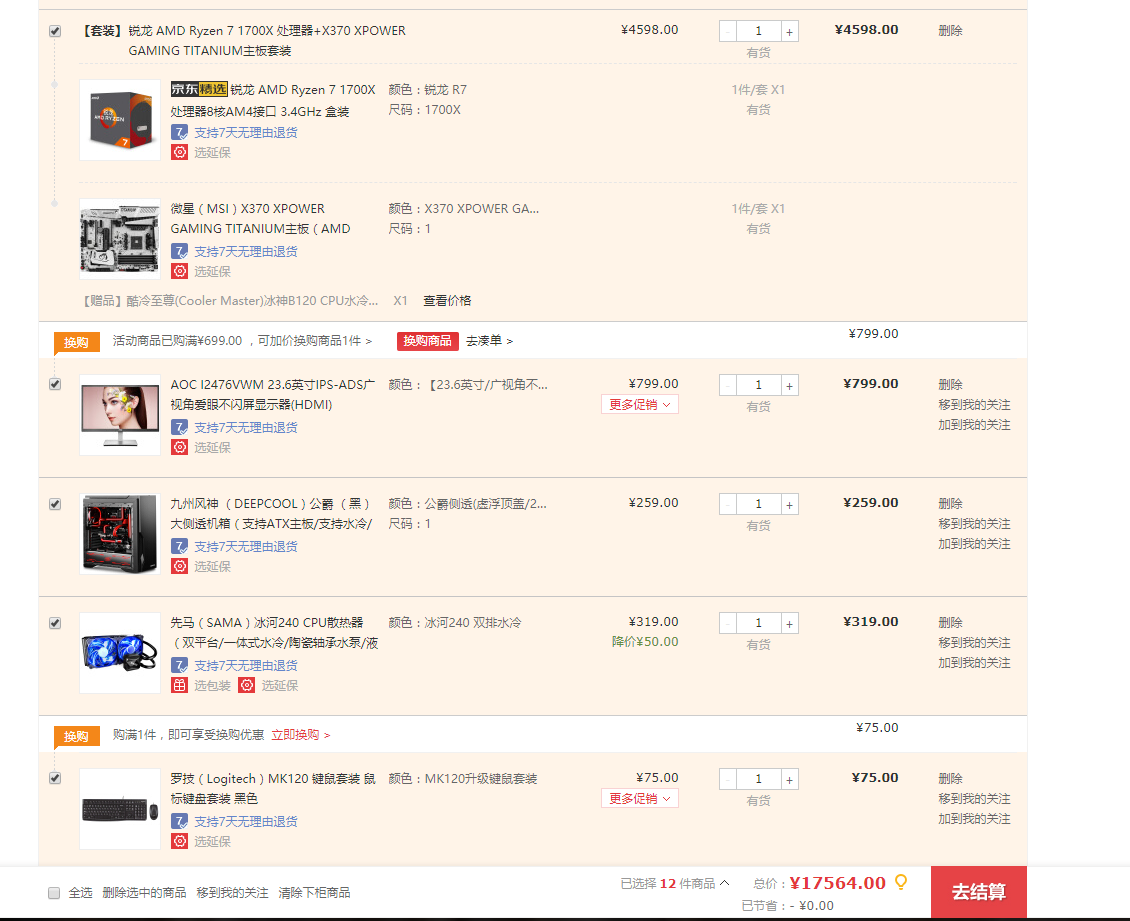 【套装】 锐龙 AMD Ryzen 7 1700X 处理器+X370 XPOWER
GAMING TITANIUM主板套装
¥4598.00
- 1 +
有货
¥4598.00
删除
京东精选 锐龙 AMD Ryzen 7 1700X
处理器8核AM4接口 3.4GHz 盒装
7 支持7天无理由退货
选延保
颜色：锐龙 R7
尺码：1700X
1件/套 X1
有货
微星（MSI）X370 XPOWER
GAMING TITANIUM主板（AMD
7 支持7天无理由退货
选延保
颜色：X370 XPOWER GA...
尺码：1
1件/套 X1
有货
【赠品】酷冷至尊(Cooler Master)冰神B120 CPU水冷... X1 查看价格
换购 活动商品已购满¥699.00 ，可加价换购商品1件 > 换购商品 去凑单 >
¥799.00
AOC I2476VWM 23.6英寸IPS-ADS广
视角爱眼不闪屏显示器(HDMI)
7 支持7天无理由退货
选延保
颜色：【23.6英寸/广视角不...
¥799.00
更多促销
- 1 +
有货
¥799.00
删除
移到我的关注
加到我的关注
九州风神 （DEEPCOOL）公爵 （黑）
大侧透机箱（支持ATX主板/支持水冷/
7 支持7天无理由退货
选延保
颜色：公爵侧透(虚浮顶盖/2...
尺码：1
¥259.00
- 1 +
有货
¥259.00
删除
移到我的关注
加到我的关注
先马（SAMA）冰河240 CPU散热器
（双平台/一体式水冷/陶瓷轴承水泵/液
7 支持7天无理由退货
选包装 选延保
颜色：冰河240 双排水冷
¥319.00
降价¥50.00
- 1 +
有货
¥319.00
删除
移到我的关注
加到我的关注
换购 购满1件，即可享受换购优惠 立即换购 >
¥75.00
罗技（Logitech）MK120 键鼠套装 鼠
标键盘套装 黑色
7 支持7天无理由退货
选延保
颜色：MK120升级键鼠套装
¥75.00
更多促销
- 1 +
有货
¥75.00
删除
移到我的关注
加到我的关注
全选 删除选中的商品 移到我的关注 清除下柜商品
已选择 12 件商品
总价：¥17564.00
已节省：- ¥0.00
去结算